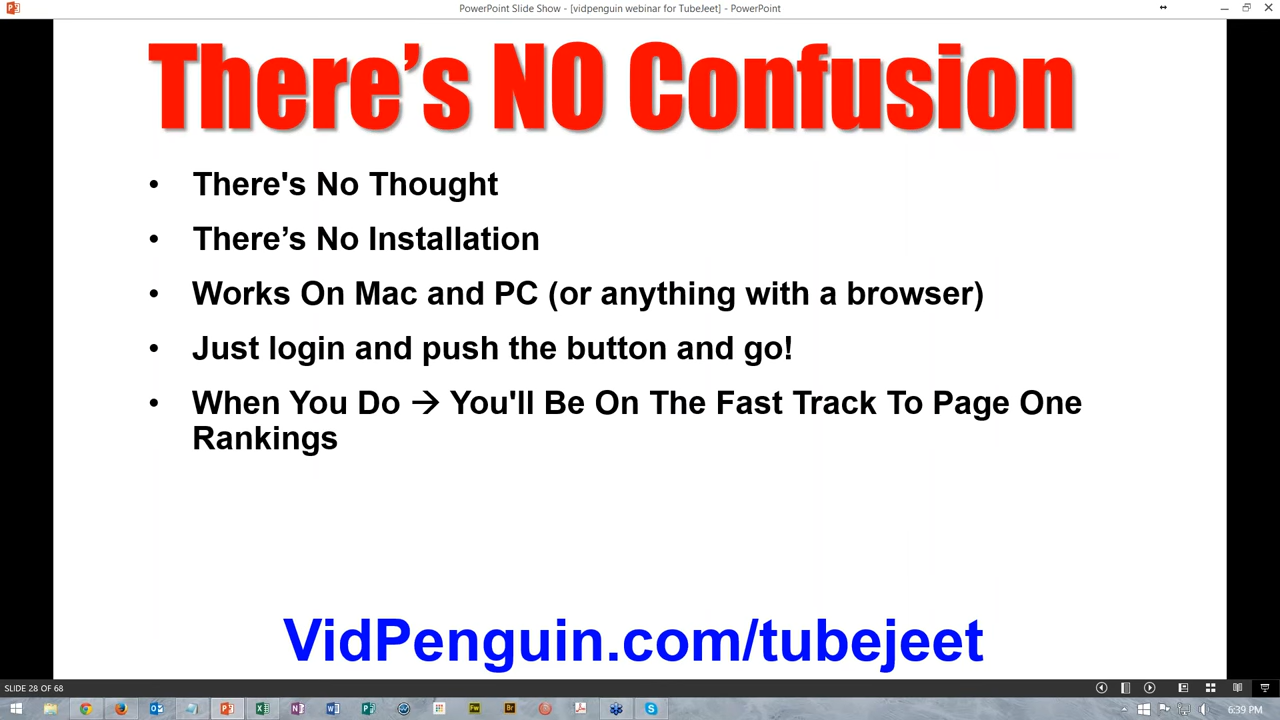 PowerPoint Slide Show - [vidpenguin webinar for TubeJeet] - PowerPoint
There’s NO Confusion
• There's No Thought
• There’s No Installation
• Works On Mac and PC (or anything with a browser)
• Just login and push the button and go!
• When You Do → You'll Be On The Fast Track To Page One
Rankings
VidPenguin.com/tubejeet
SLIDE 28 OF 68
6:39 PM